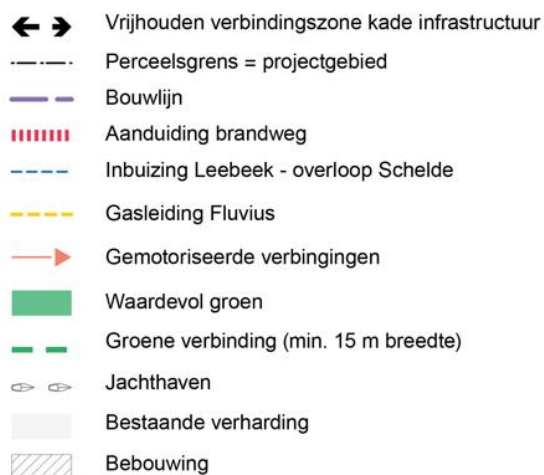 Vrijhouden verbindingszone kade infrastructuur
Perceelsgrens = projectgebied
Bouwlijn
Aanduiding brandweg
Inbuizing Leebeek - overloop Schelde
Gasleiding Fluvius
Gemotoriseerde verbingingen
Waardevol groen
Groene verbinding (min. 15 m breedte)
Jachthaven
Bestaande verharding
Bebouwing